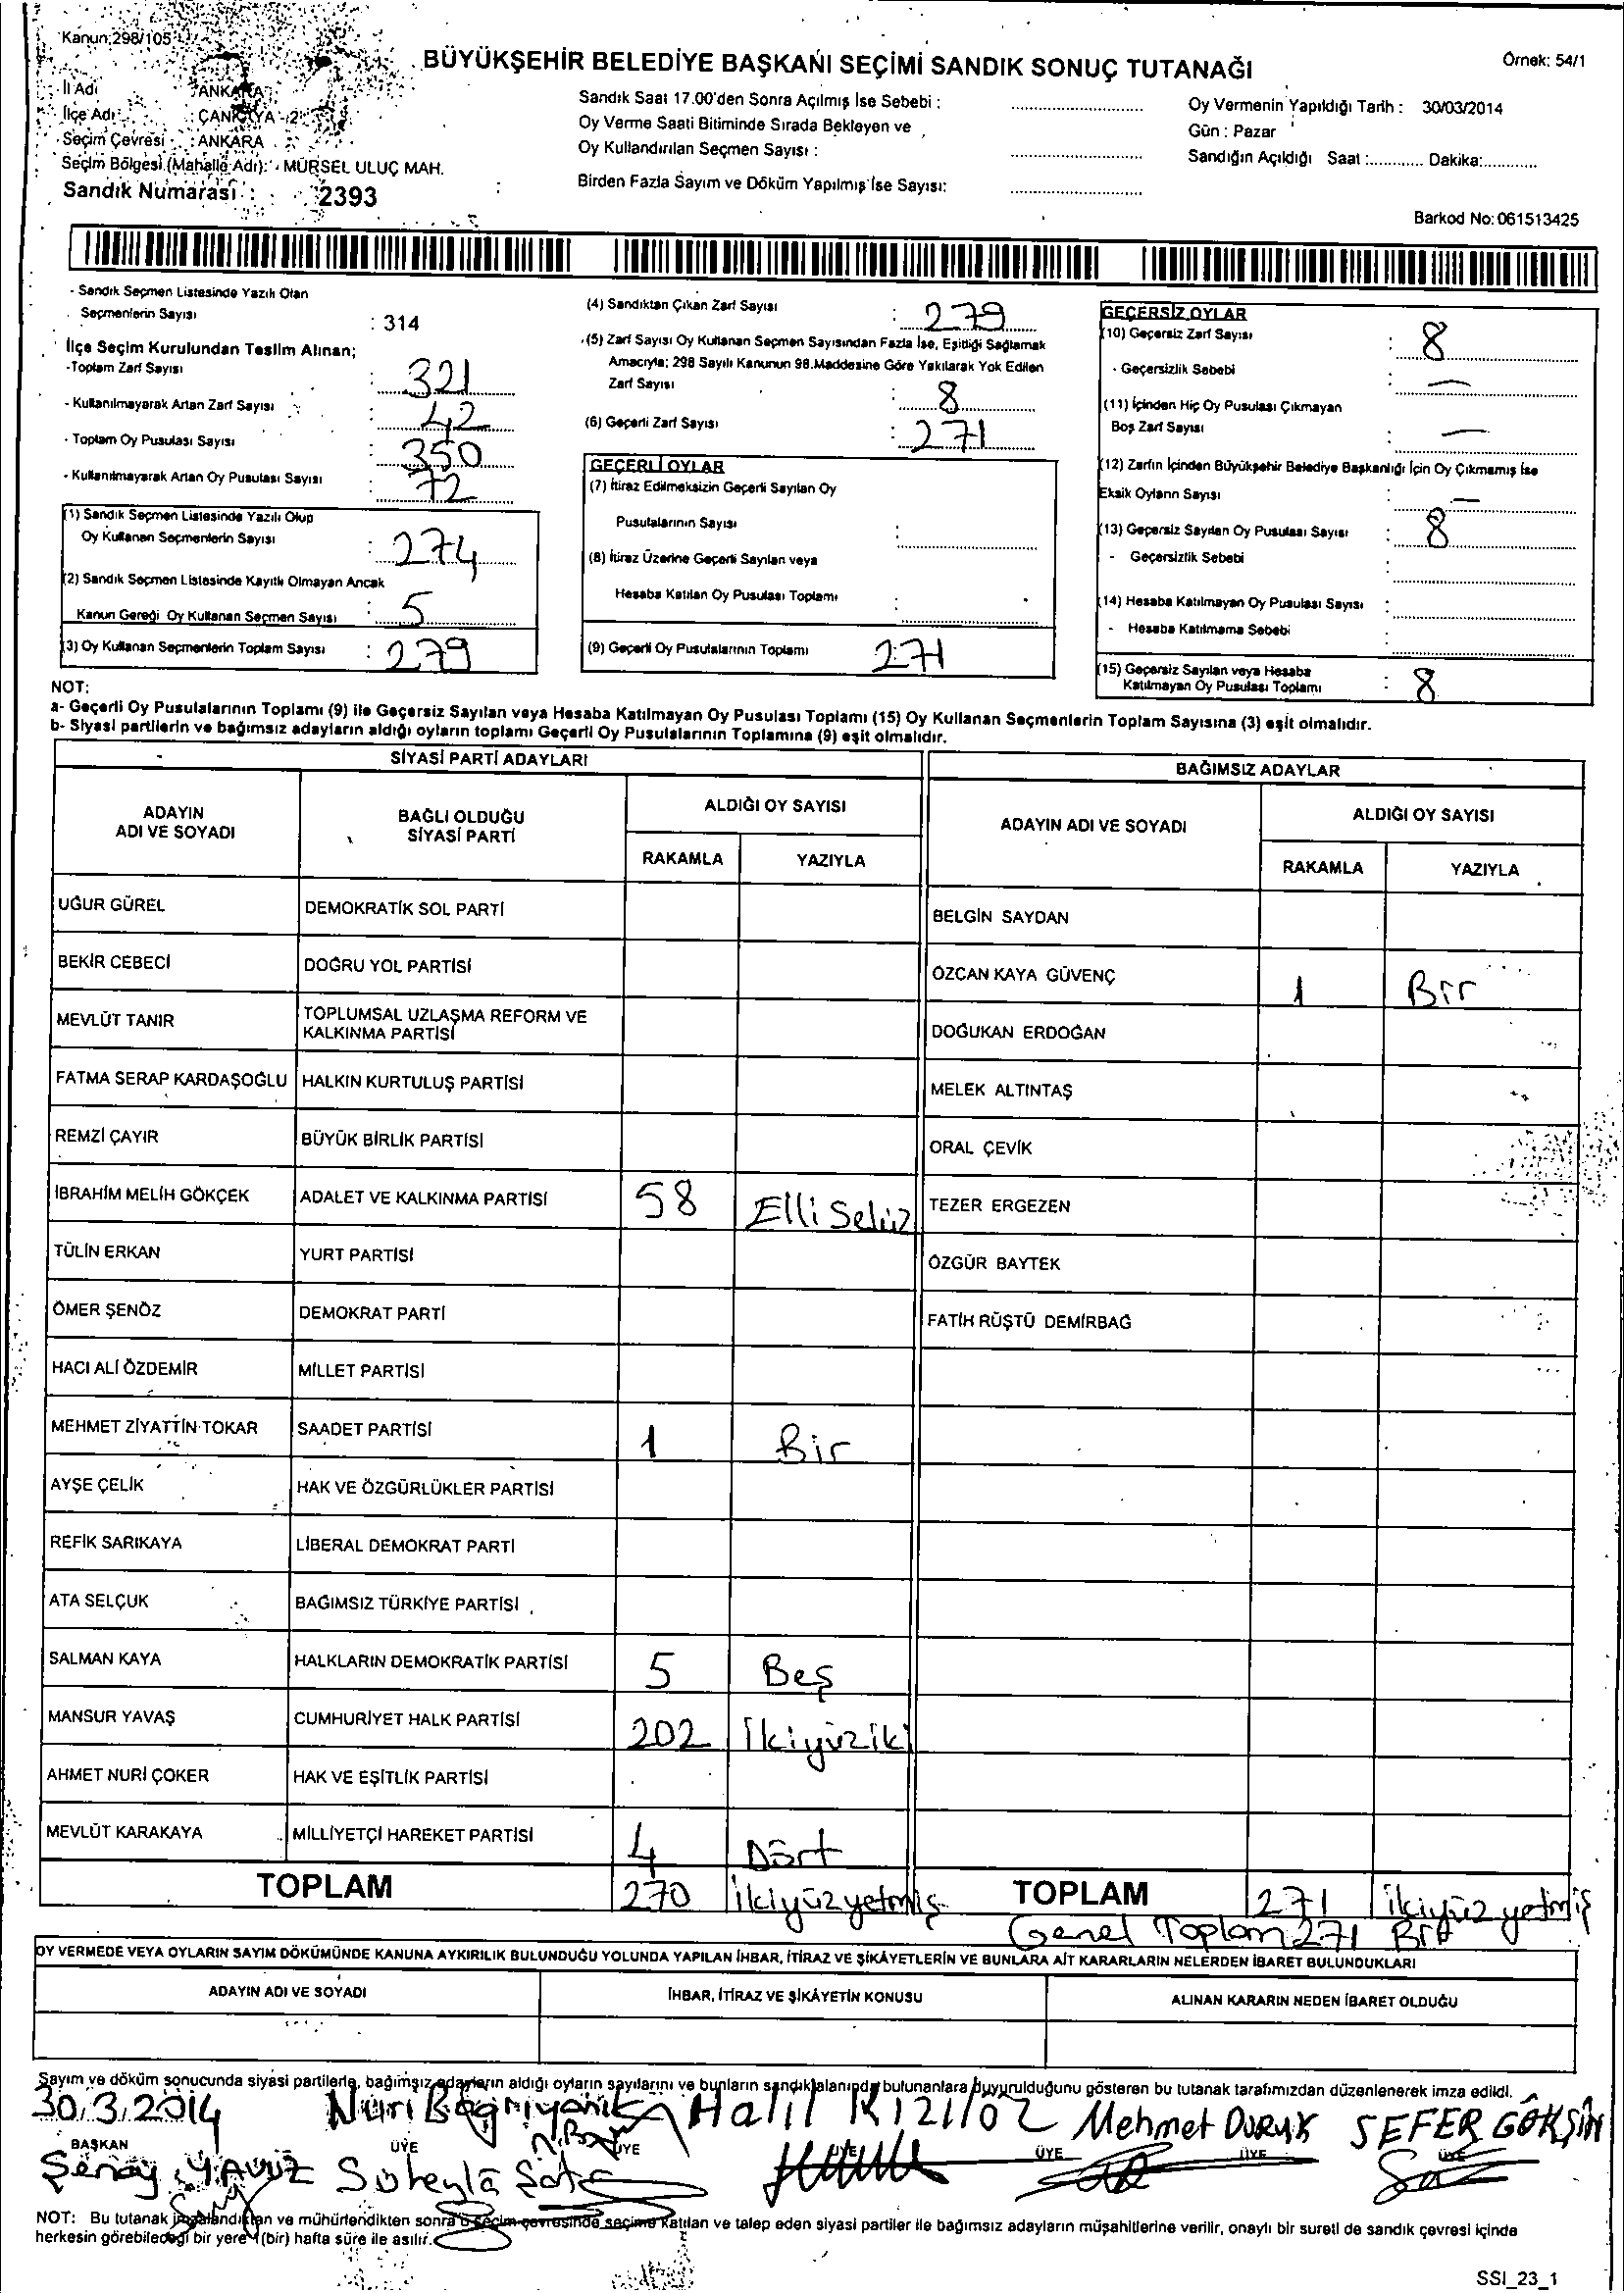 Kanun;298/105
BÜYÜKŞEHİR BELEDİYE BAŞKANI SEÇİMİ SANDIK SONUÇ TUTANAĞI
Örnek: 54/1
İl Adı : ANKARA
İlçe Adı : ÇANKAYA -2
Seçim Çevresi : ANKARA
Seçim Bölgesi (Mahalle Adı): MÜRSEL ULUÇ MAH.
Sandık Numarası : 2393
Sandık Saat 17.00'den Sonra Açılmış İse Sebebi :
Oy Verme Saati Bitiminde Sırada Bekleyen ve
Oy Kullandırılan Seçmen Sayısı :
Birden Fazla Sayım ve Döküm Yapılmış İse Sayısı:
Oy Vermenin Yapıldığı Tarih : 30/03/2014
Gün : Pazar
Sandığın Açıldığı Saat :............ Dakika:............
Barkod No: 061513425
- Sandık Seçmen Listesinde Yazılı Olan
Seçmenlerin Sayısı : 314
İlçe Seçim Kurulundan Teslim Alınan;
-Toplam Zarf Sayısı : 321
- Kullanılmayarak Artan Zarf Sayısı : 42
- Toplam Oy Pusulası Sayısı : 350
- Kullanılmayarak Artan Oy Pusulası Sayısı : 72
(1) Sandık Seçmen Listesinde Yazılı Olup
Oy Kullanan Seçmenlerin Sayısı : 274
(2) Sandık Seçmen Listesinde Kayıtlı Olmayan Ancak
Kanun Gereği Oy Kullanan Seçmen Sayısı : 5
(3) Oy Kullanan Seçmenlerin Toplam Sayısı : 279
(4) Sandıktan Çıkan Zarf Sayısı : 279
(5) Zarf Sayısı Oy Kullanan Seçmen Sayısından Fazla İse, Eşitliği Sağlamak
Amacıyla; 298 Sayılı Kanunun 98.Maddesine Göre Yakılarak Yok Edilen
Zarf Sayısı : 8
(6) Geçerli Zarf Sayısı : 271
GEÇERLİ OYLAR
(7) İtiraz Edilmeksizin Geçerli Sayılan Oy
Pusulalarının Sayısı :
(8) İtiraz Üzerine Geçerli Sayılan veya
Hesaba Katılan Oy Pusulası Toplamı :
(9) Geçerli Oy Pusulalarının Toplamı 271
GEÇERSİZ OYLAR
(10) Geçersiz Zarf Sayısı : 8
- Geçersizlik Sebebi : —
(11) İçinden Hiç Oy Pusulası Çıkmayan
Boş Zarf Sayısı : —
(12) Zarfın İçinden Büyükşehir Belediye Başkanlığı İçin Oy Çıkmamış İse
Eksik Oyların Sayısı : —
(13) Geçersiz Sayılan Oy Pusulası Sayısı : 8
- Geçersizlik Sebebi :
(14) Hesaba Katılmayan Oy Pusulası Sayısı :
- Hesaba Katılmama Sebebi :
(15) Geçersiz Sayılan veya Hesaba
Katılmayan Oy Pusulası Toplamı : 8
NOT:
a- Geçerli Oy Pusulalarının Toplamı (9) ile Geçersiz Sayılan veya Hesaba Katılmayan Oy Pusulası Toplamı (15) Oy Kullanan Seçmenlerin Toplam Sayısına (3) eşit olmalıdır.
b- Siyasi partilerin ve bağımsız adayların aldığı oyların toplamı Geçerli Oy Pusulalarının Toplamına (9) eşit olmalıdır.
SİYASİ PARTİ ADAYLARI
BAĞIMSIZ ADAYLAR
ADAYIN
ADI VE SOYADI
BAĞLI OLDUĞU
SİYASİ PARTİ
ALDIĞI OY SAYISI
RAKAMLA YAZIYLA
ADAYIN ADI VE SOYADI
ALDIĞI OY SAYISI
RAKAMLA YAZIYLA
UĞUR GÜREL DEMOKRATİK SOL PARTİ
BELGİN SAYDAN
BEKİR CEBECİ DOĞRU YOL PARTİSİ
ÖZCAN KAYA GÜVENÇ 1 Bir
MEVLÜT TANIR TOPLUMSAL UZLAŞMA REFORM VE
KALKINMA PARTİSİ
DOĞUKAN ERDOĞAN
FATMA SERAP KARDAŞOĞLU HALKIN KURTULUŞ PARTİSİ
MELEK ALTINTAŞ
REMZİ ÇAYIR BÜYÜK BİRLİK PARTİSİ
ORAL ÇEVİK
İBRAHİM MELİH GÖKÇEK ADALET VE KALKINMA PARTİSİ 58 Elli Sekiz
TEZER ERGEZEN
TÜLİN ERKAN YURT PARTİSİ
ÖZGÜR BAYTEK
ÖMER ŞENÖZ DEMOKRAT PARTİ
FATİH RÜŞTÜ DEMİRBAĞ
HACI ALİ ÖZDEMİR MİLLET PARTİSİ
MEHMET ZİYATTİN TOKAR SAADET PARTİSİ 1 Bir
AYŞE ÇELİK HAK VE ÖZGÜRLÜKLER PARTİSİ
REFİK SARIKAYA LİBERAL DEMOKRAT PARTİ
ATA SELÇUK BAĞIMSIZ TÜRKİYE PARTİSİ
SALMAN KAYA HALKLARIN DEMOKRATİK PARTİSİ 5 Beş
MANSUR YAVAŞ CUMHURİYET HALK PARTİSİ 202 İkiyüziki
AHMET NURİ ÇOKER HAK VE EŞİTLİK PARTİSİ
MEVLÜT KARAKAYA MİLLİYETÇİ HAREKET PARTİSİ 4 Dört
TOPLAM 270 ikiyüzyetmiş
TOPLAM 271 ikiyüz yetmiş
Genel Toplam 271 Bir
OY VERMEDE VEYA OYLARIN SAYIM DÖKÜMÜNDE KANUNA AYKIRILIK BULUNDUĞU YOLUNDA YAPILAN İHBAR, İTİRAZ VE ŞİKÂYETLERİN VE BUNLARA AİT KARARLARIN NELERDEN İBARET BULUNDUKLARI
ADAYIN ADI VE SOYADI İHBAR, İTİRAZ VE ŞİKÂYETİN KONUSU ALINAN KARARIN NEDEN İBARET OLDUĞU
Sayım ve döküm sonucunda siyasi partilerle, bağımsız adayların aldığı oyların sayılarını ve bunların sandık alanında bulunanlara duyurulduğunu gösteren bu tutanak tarafımızdan düzenlenerek imza edildi.
30.3.2014 Nuri Bağrıyanık Halil KIZILÖZ Mehmet DURUK SEFER GÖKŞİN
BAŞKAN ÜYE ÜYE ÜYE ÜYE ÜYE ÜYE
Şenay YAVUZ Süheyla
NOT: Bu tutanak imzalandıktan ve mühürlendikten sonra o seçim çevresinde seçime katılan ve talep eden siyasi partiler ile bağımsız adayların müşahitlerine verilir, onaylı bir sureti de sandık çevresi içinde
herkesin görebileceği bir yere 1 (bir) hafta süre ile asılır.
SSI_23_1